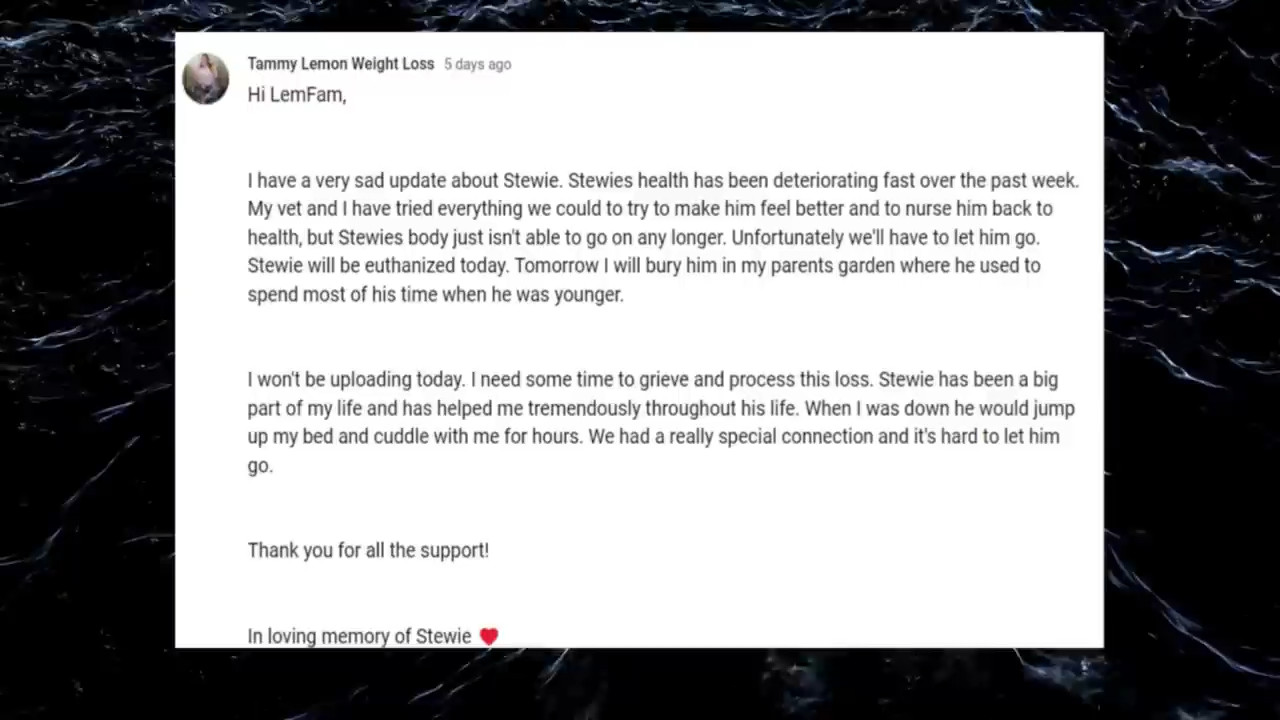 Tammy Lemon Weight Loss 5 days ago
Hi LemFam,
I have a very sad update about Stewie. Stewies health has been deteriorating fast over the past week.
My vet and I have tried everything we could to try to make him feel better and to nurse him back to
health, but Stewies body just isn't able to go on any longer. Unfortunately we'll have to let him go.
Stewie will be euthanized today. Tomorrow I will bury him in my parents garden where he used to
spend most of his time when he was younger.
I won't be uploading today. I need some time to grieve and process this loss. Stewie has been a big
part of my life and has helped me tremendously throughout his life. When I was down he would jump
up my bed and cuddle with me for hours. We had a really special connection and it's hard to let him
go.
Thank you for all the support!
In loving memory of Stewie ❤️